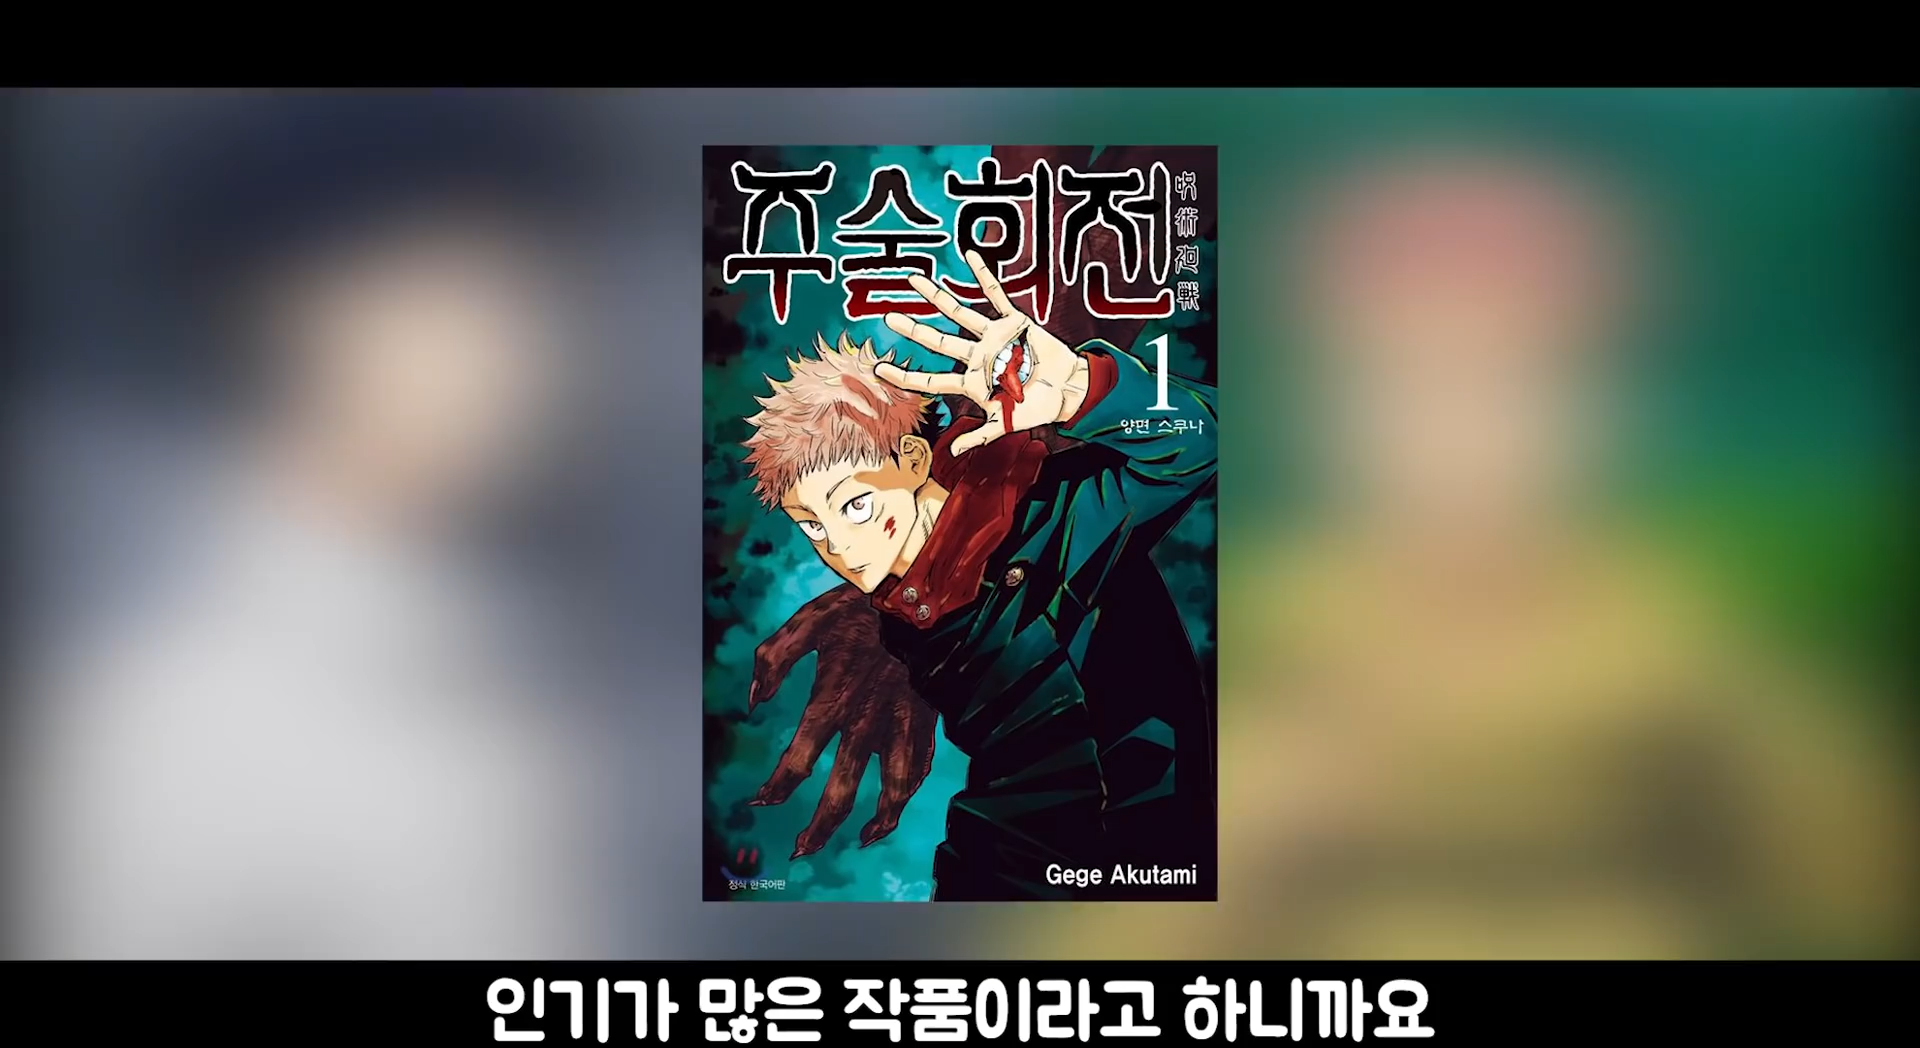 주술회전
呪術廻戦
1
양면 스쿠나
Gege Akutami
정식 한국어판
인기가 많은 작품이라고 하니까요